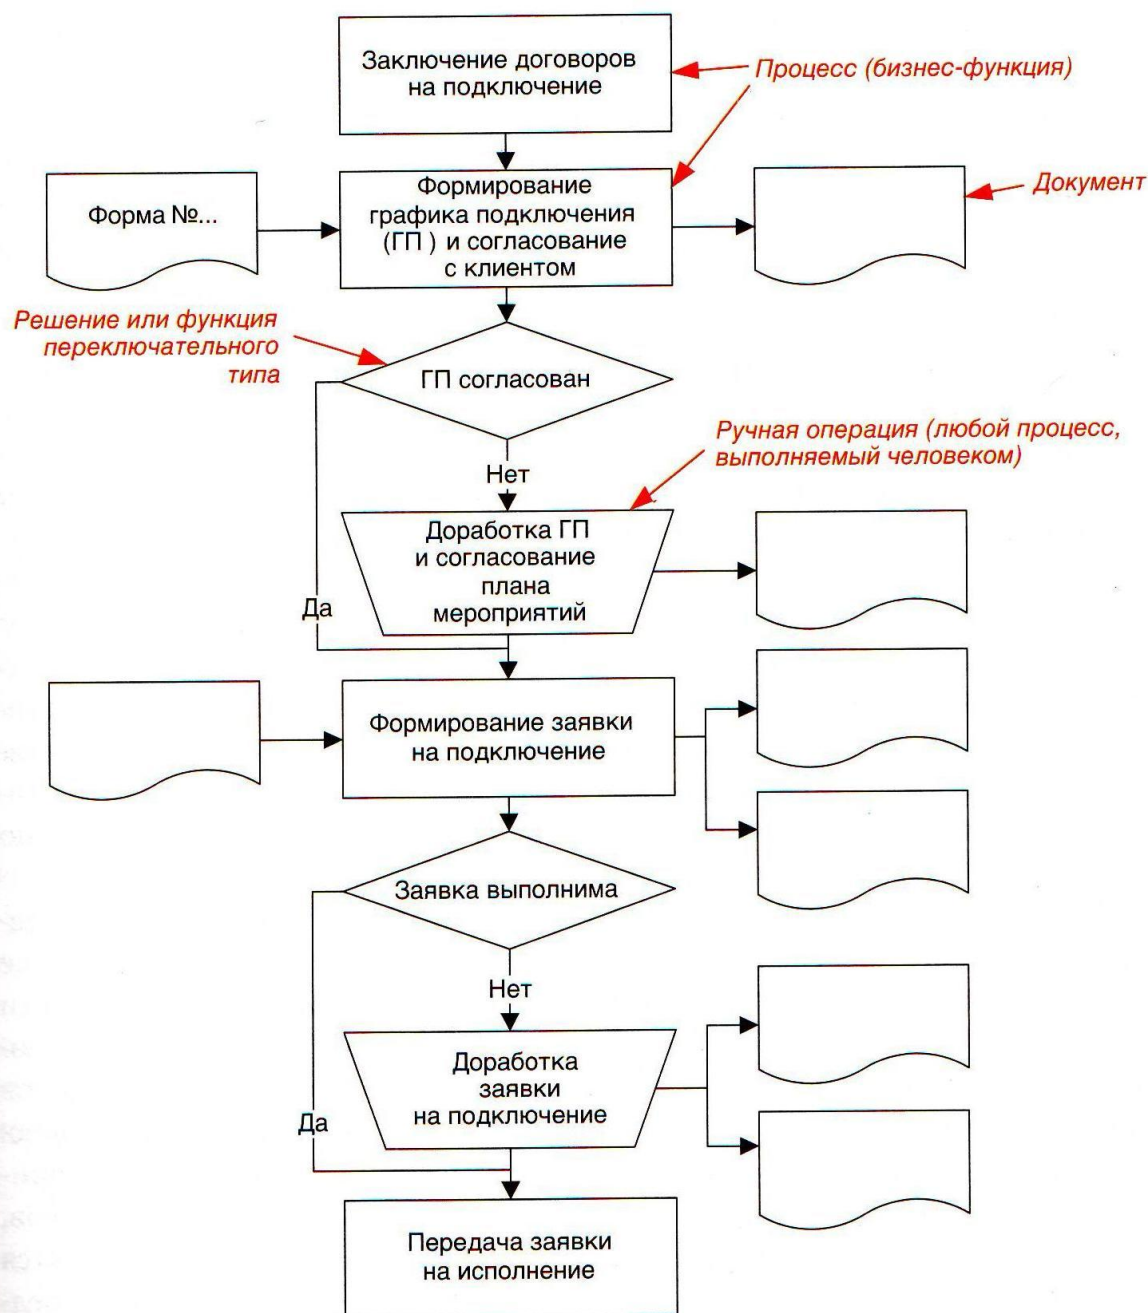 Заключение договоров
на подключение
Процесс (бизнес-функция)
Форма №...
Формирование
графика подключения
(ГП ) и согласование
с клиентом
Документ
Решение или функция
переключательного
типа
ГП согласован
Ручная операция (любой процесс,
выполняемый человеком)
Нет
Доработка ГП
и согласование
плана
мероприятий
Да
Формирование заявки
на подключение
Заявка выполнима
Нет
Доработка
заявки
на подключение
Да
Передача заявки
на исполнение